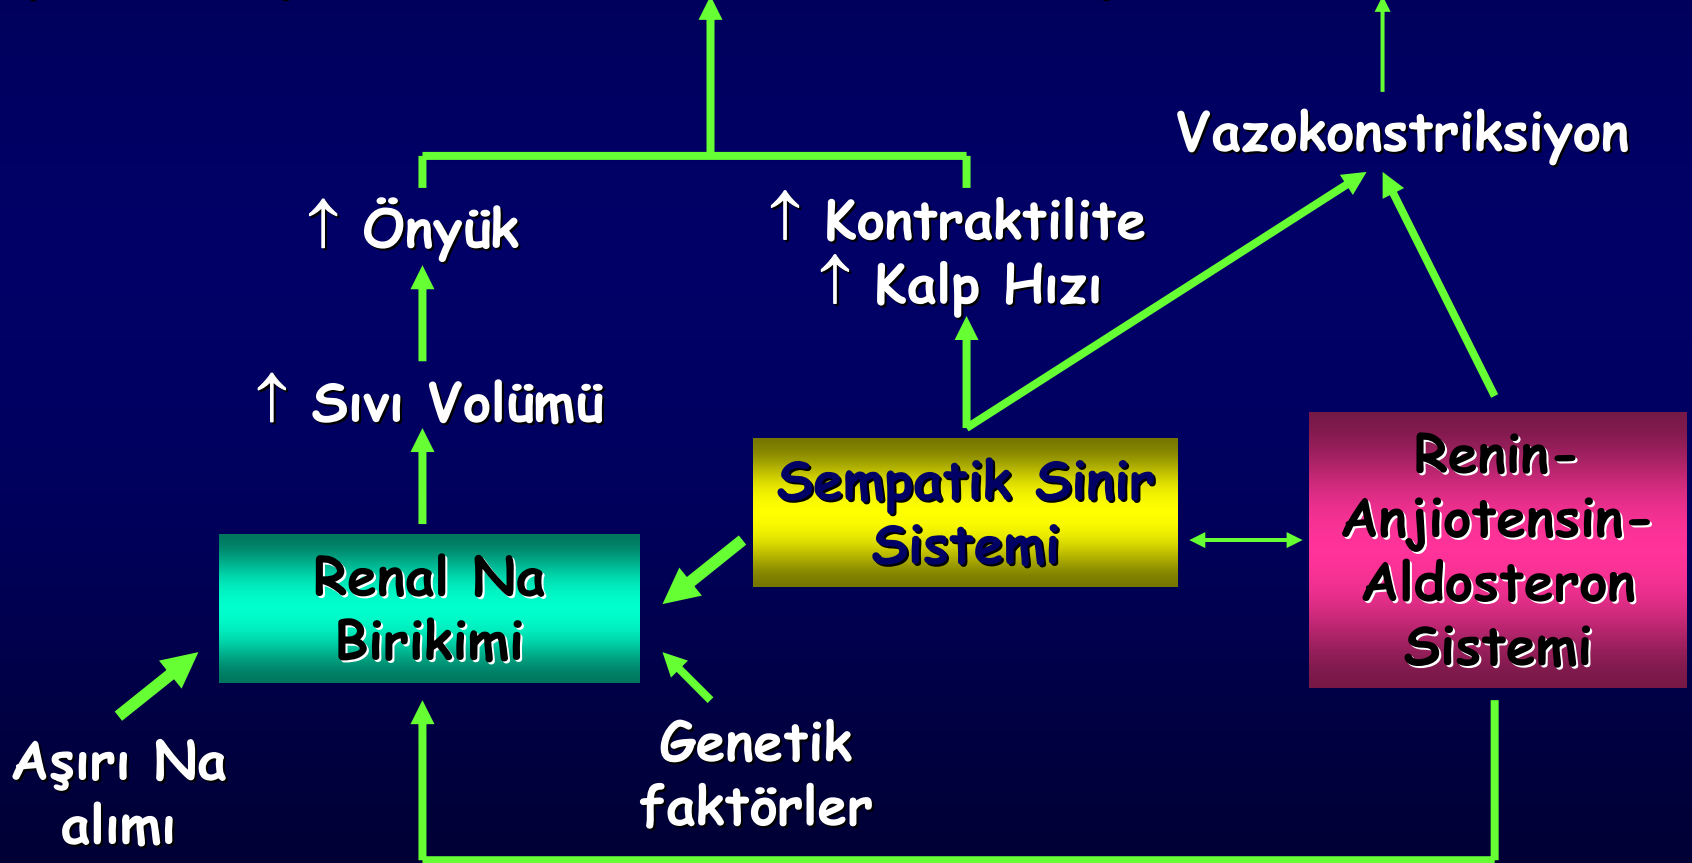 Vazokonstriksiyon
↑ Önyük
↑ Kontraktilite
↑ Kalp Hızı
↑ Sıvı Volümü
Sempatik Sinir
Sistemi
Renin-
Anjiotensin-
Aldosteron
Sistemi
Renal Na
Birikimi
Aşırı Na
alımı
Genetik
faktörler